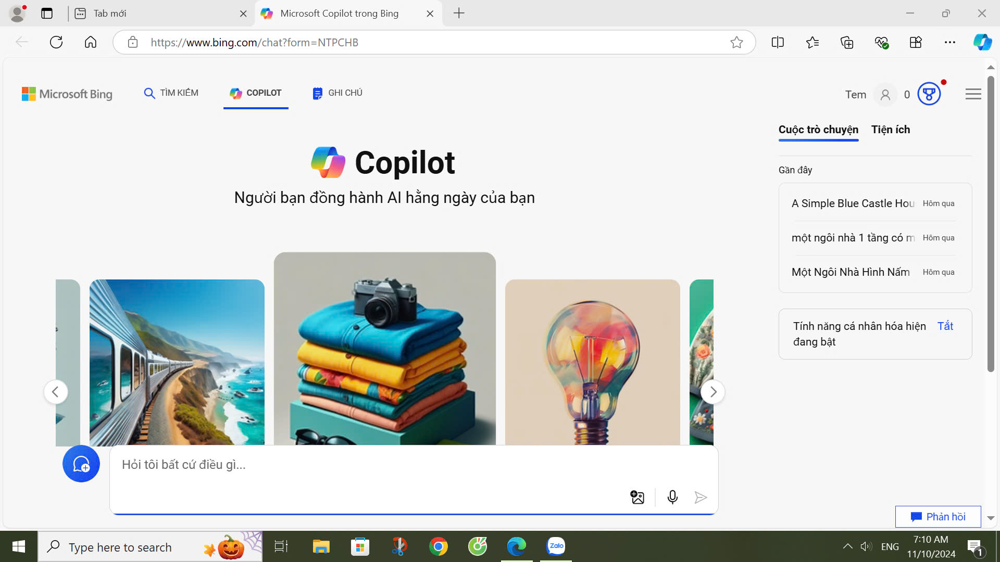 Tab mới
Microsoft Copilot trong Bing
https://www.bing.com/chat?form=NTPCHB
Microsoft Bing
TÌM KIẾM
COPILOT
GHI CHÚ
Tem
0
Cuộc trò chuyện
Tiện ích
Copilot
Người bạn đồng hành AI hằng ngày của bạn
Gần đây
A Simple Blue Castle Hou Hôm qua
một ngôi nhà 1 tầng có m Hôm qua
Một Ngôi Nhà Hình Nấm Hôm qua
Tính năng cá nhân hóa hiện Tắt
đang bật
Hỏi tôi bất cứ điều gì...
Phản hồi
Type here to search
Zalo
ENG
7:10 AM
11/10/2024
1